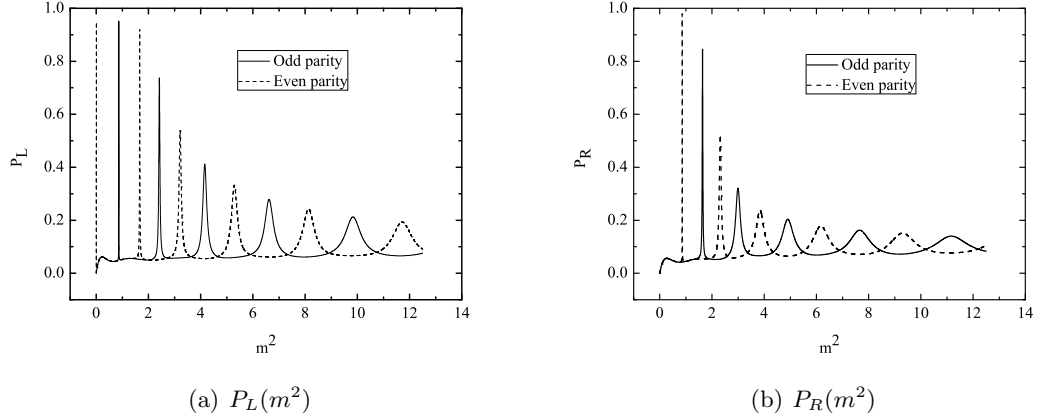 1.0
0.8
0.6
0.4
0.2
0.0
P_L
Odd parity
Even parity
0 2 4 6 8 10 12 14
m^2
(a) P_L(m^2)
1.0
0.8
0.6
0.4
0.2
0.0
P_R
Odd parity
Even parity
0 2 4 6 8 10 12 14
m^2
(b) P_R(m^2)